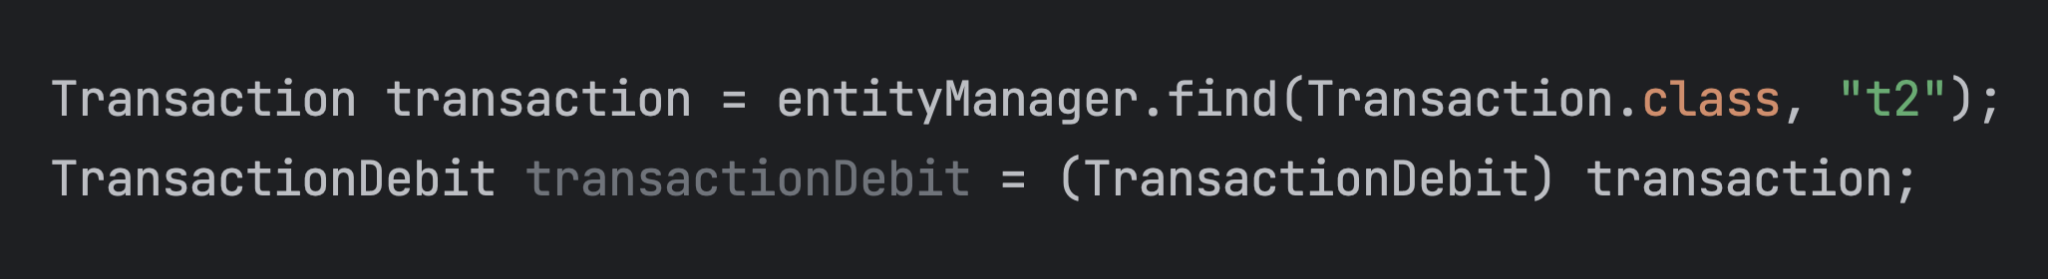 Transaction transaction = entityManager.find(Transaction.class, "t2");
TransactionDebit transactionDebit = (TransactionDebit) transaction;